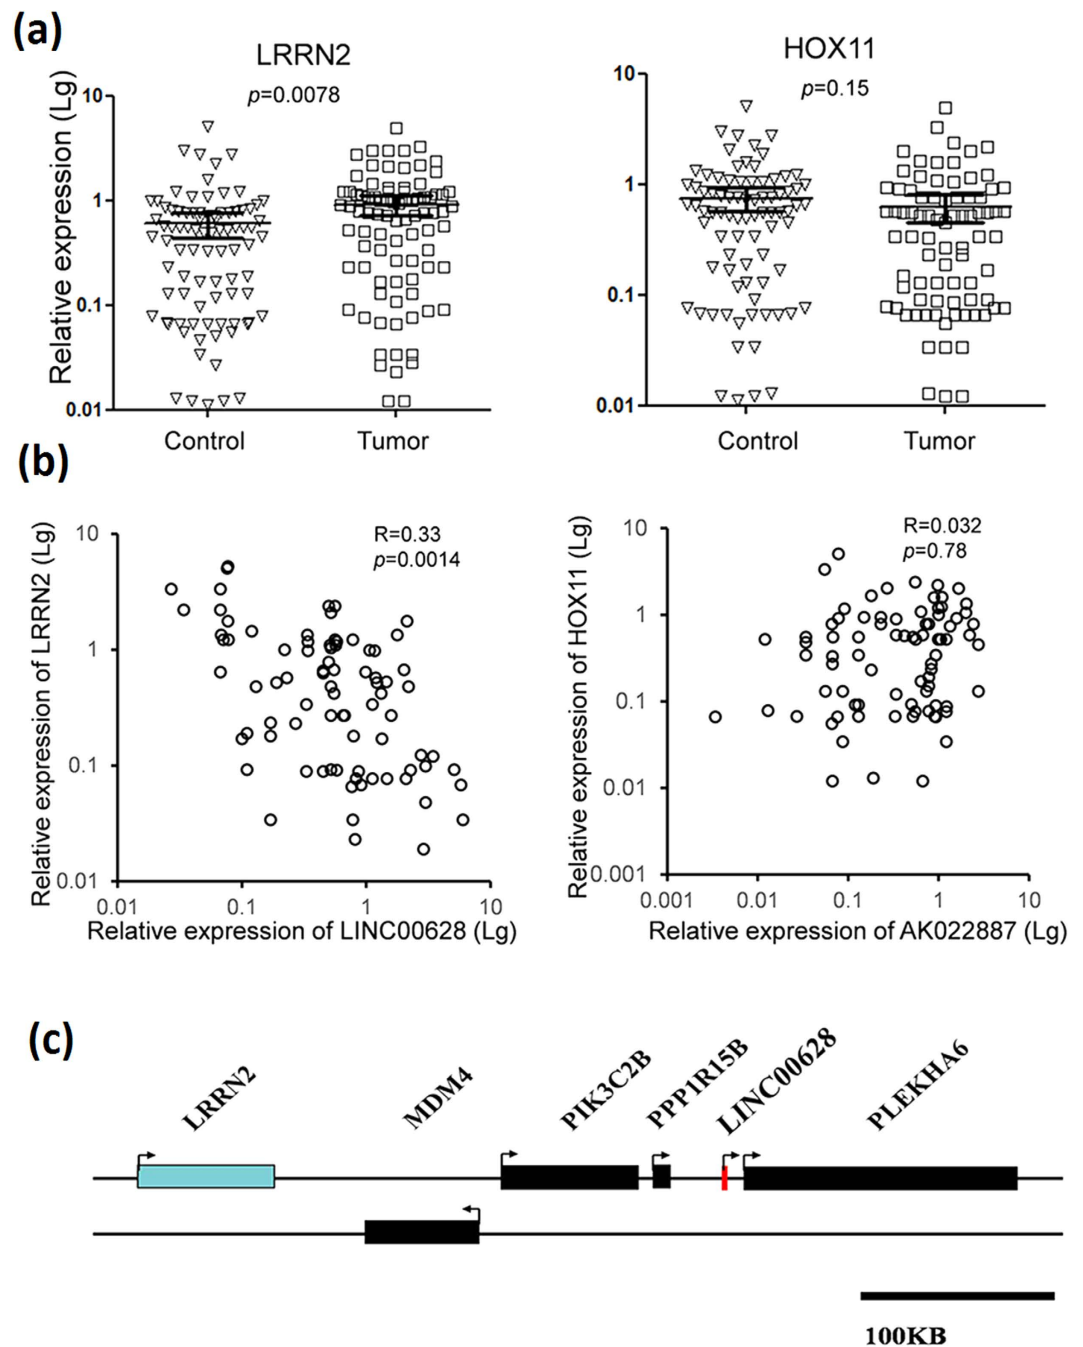 (a)
LRRN2
p=0.0078
Relative expression (Lg)
10
1
0.1
0.01
Control
Tumor
HOX11
p=0.15
10
1
0.1
0.01
Control
Tumor
(b)
Relative expression of LRRN2 (Lg)
10
1
0.1
0.01
R=0.33
p=0.0014
0.01
0.1
1
10
Relative expression of LINC00628 (Lg)
Relative expression of HOX11 (Lg)
10
1
0.1
0.01
0.001
R=0.032
p=0.78
0.001
0.01
0.1
1
10
Relative expression of AK022887 (Lg)
(c)
LRRN2
MDM4
PIK3C2B
PPP1R15B
LINC00628
PLEKHA6
100KB